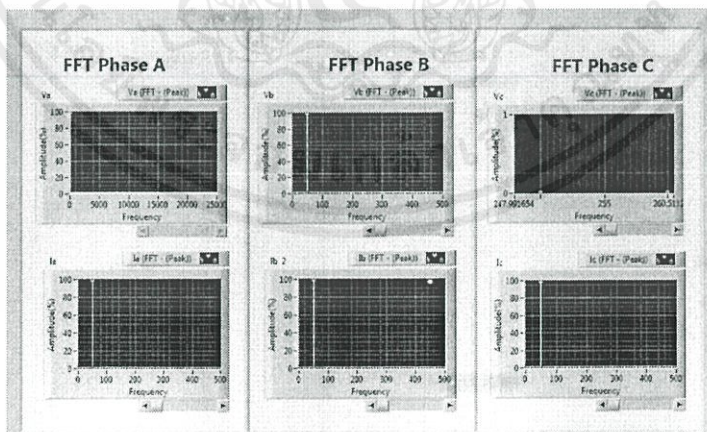 FFT Phase A
Va
Va (FFT - (Peak))
Amplitude(%)
100
80
60
40
20
0
0 5000 10000 15000 20000 25000
Frequency
Ia
Ia (FFT - (Peak))
Amplitude(%)
100
80
60
40
20
0
0 100 200 300 400 500
Frequency
FFT Phase B
Vb
Vb (FFT - (Peak))
Amplitude(%)
100
80
60
40
20
0
0 100 200 300 400 500
Frequency
Ib 2
Ib (FFT - (Peak))
Amplitude(%)
100
80
60
40
20
0
0 100 200 300 400 500
Frequency
FFT Phase C
Vc
Vc (FFT - (Peak))
Amplitude(%)
1
0
247.991654 255
Frequency
Ic
Ic (FFT - (Peak))
Amplitude(%)
100
80
60
40
20
0
0 100 200 300 400 500
Frequency